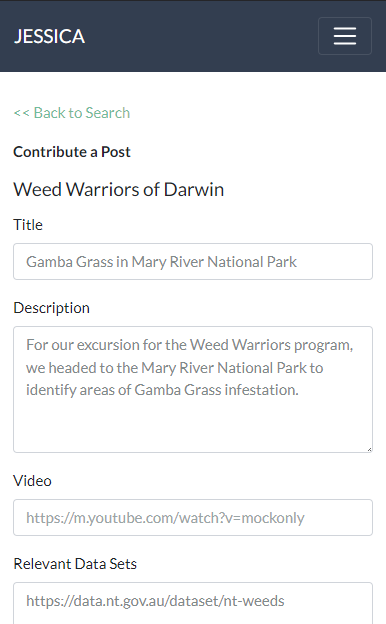 JESSICA
<< Back to Search
Contribute a Post
Weed Warriors of Darwin
Title
Gamba Grass in Mary River National Park
Description
For our excursion for the Weed Warriors program,
we headed to the Mary River National Park to
identify areas of Gamba Grass infestation.
Video
https://m.youtube.com/watch?v=mockonly
Relevant Data Sets
https://data.nt.gov.au/dataset/nt-weeds